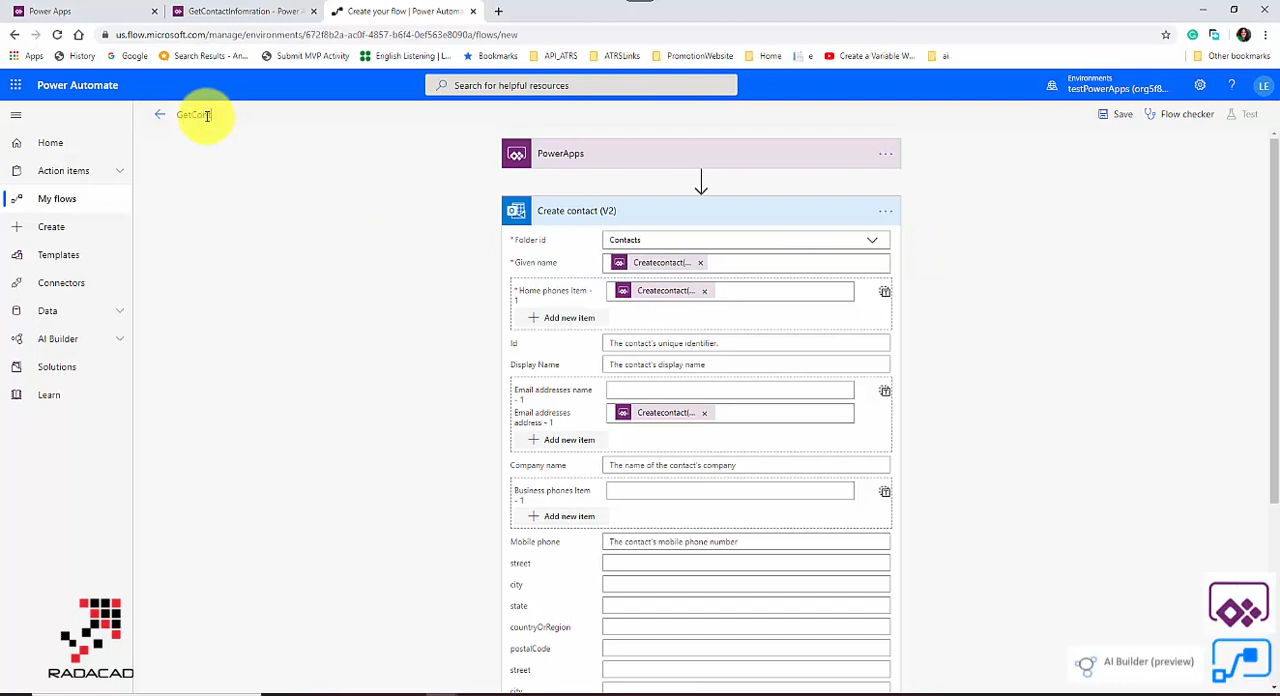 Power Apps
GetContactInfomration - Power A
Create your flow | Power Automa
us.flow.microsoft.com/manage/environments/672f8b2a-ac0f-4857-b6f4-0ef563e8090a/flows/new
Apps
History
Google
Search Results - An...
Submit MVP Activity
English Listening (...
Bookmarks
API_ATRS
ATRSLinks
PromotionWebsite
Home
e
Create a Variable W...
ai
Other bookmarks
Power Automate
Search for helpful resources
Environments
testPowerApps (org5f8...
?
LE
GetCont
Save
Flow checker
Test
Home
Action items
My flows
Create
Templates
Connectors
Data
AI Builder
Solutions
Learn
PowerApps
...
Create contact (V2)
...
* Folder id
Contacts
* Given name
Createcontact(... x
* Home phones Item -
1
Createcontact(... x
Add new item
Id
The contact's unique identifier.
Display Name
The contact's display name
Email addresses name
- 1
Email addresses
address - 1
Createcontact(... x
Add new item
Company name
The name of the contact's company
Business phones Item
- 1
Add new item
Mobile phone
The contact's mobile phone number
street
city
state
countryOrRegion
postalCode
street
city
RADACAD
AI Builder (preview)